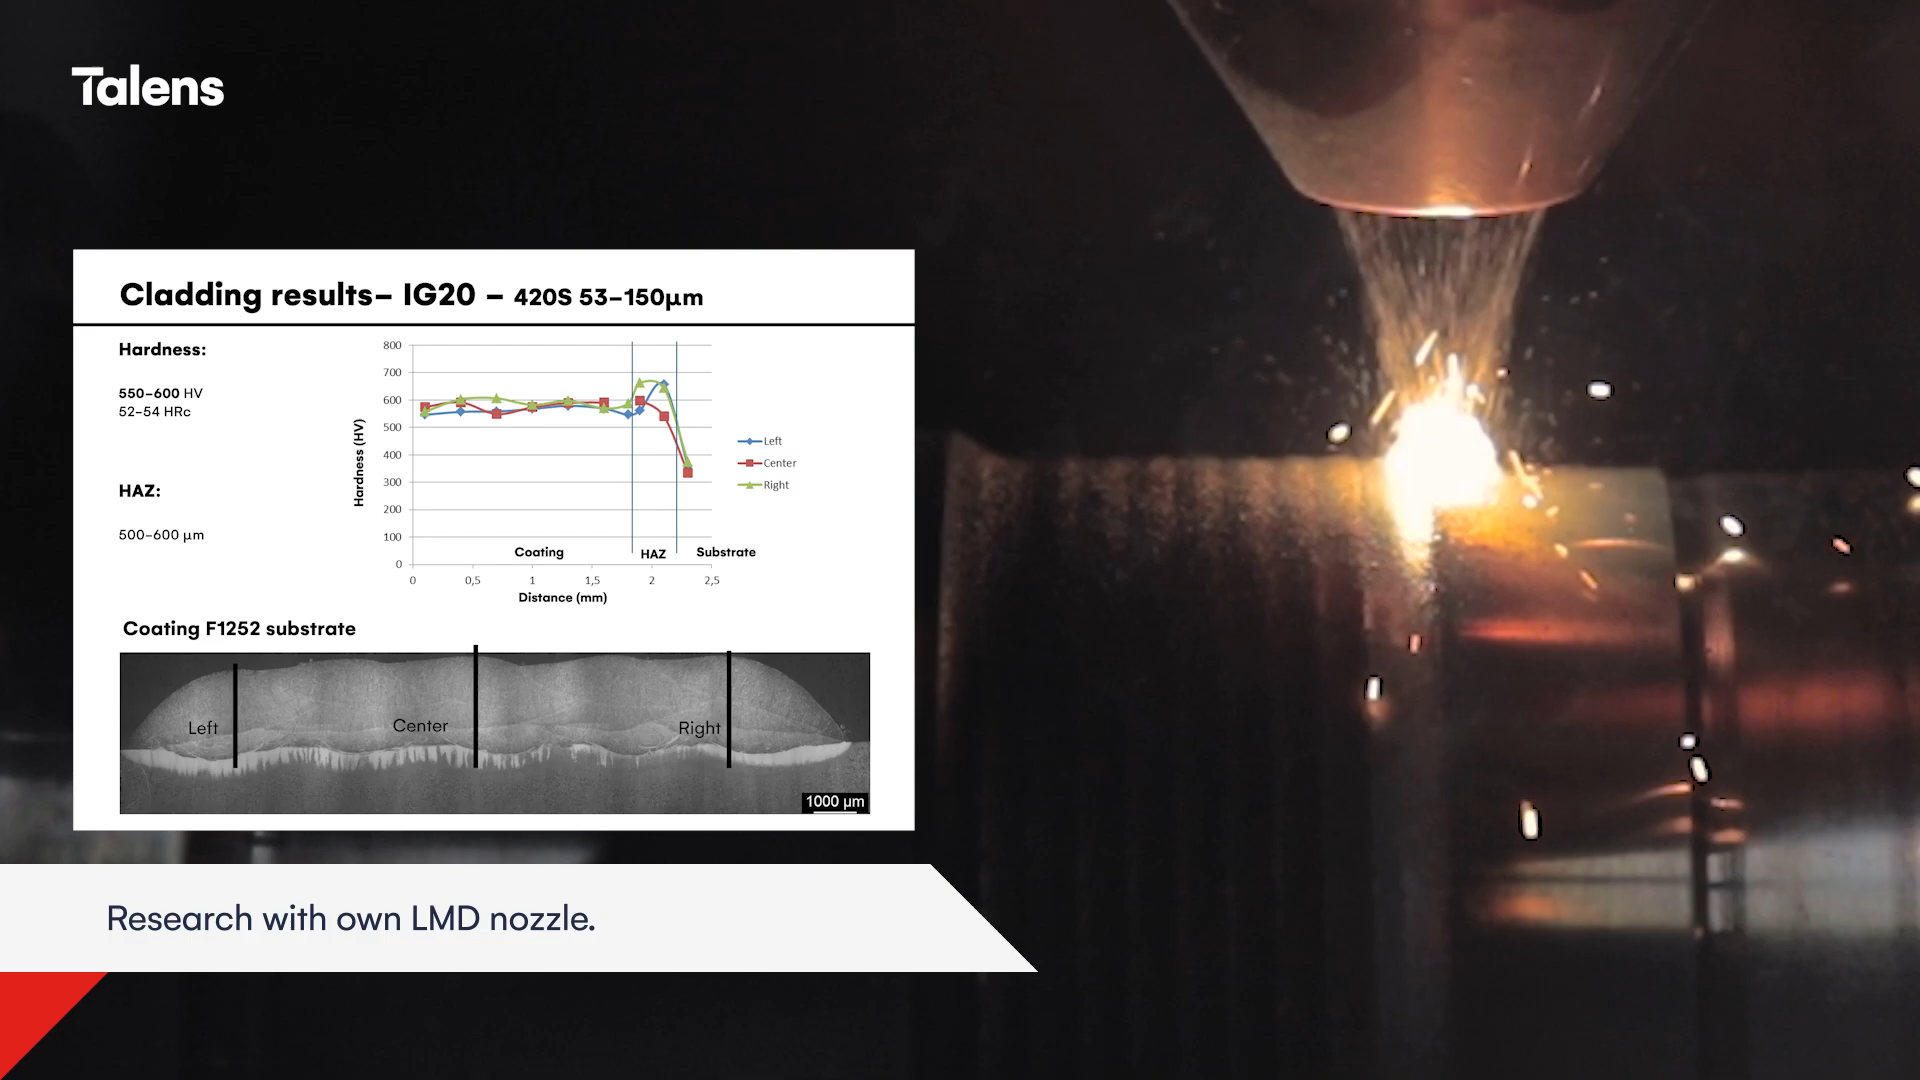 Talens
Cladding results– IG20 – 420S 53–150µm
Hardness:
550–600 HV
52–54 HRc
HAZ:
500–600 µm
Hardness (HV)
800
700
600
500
400
300
200
100
0
0
0,5
1
1,5
2
2,5
Coating
HAZ
Substrate
Distance (mm)
Left
Center
Right
Coating F1252 substrate
Left
Center
Right
1000 µm
Research with own LMD nozzle.